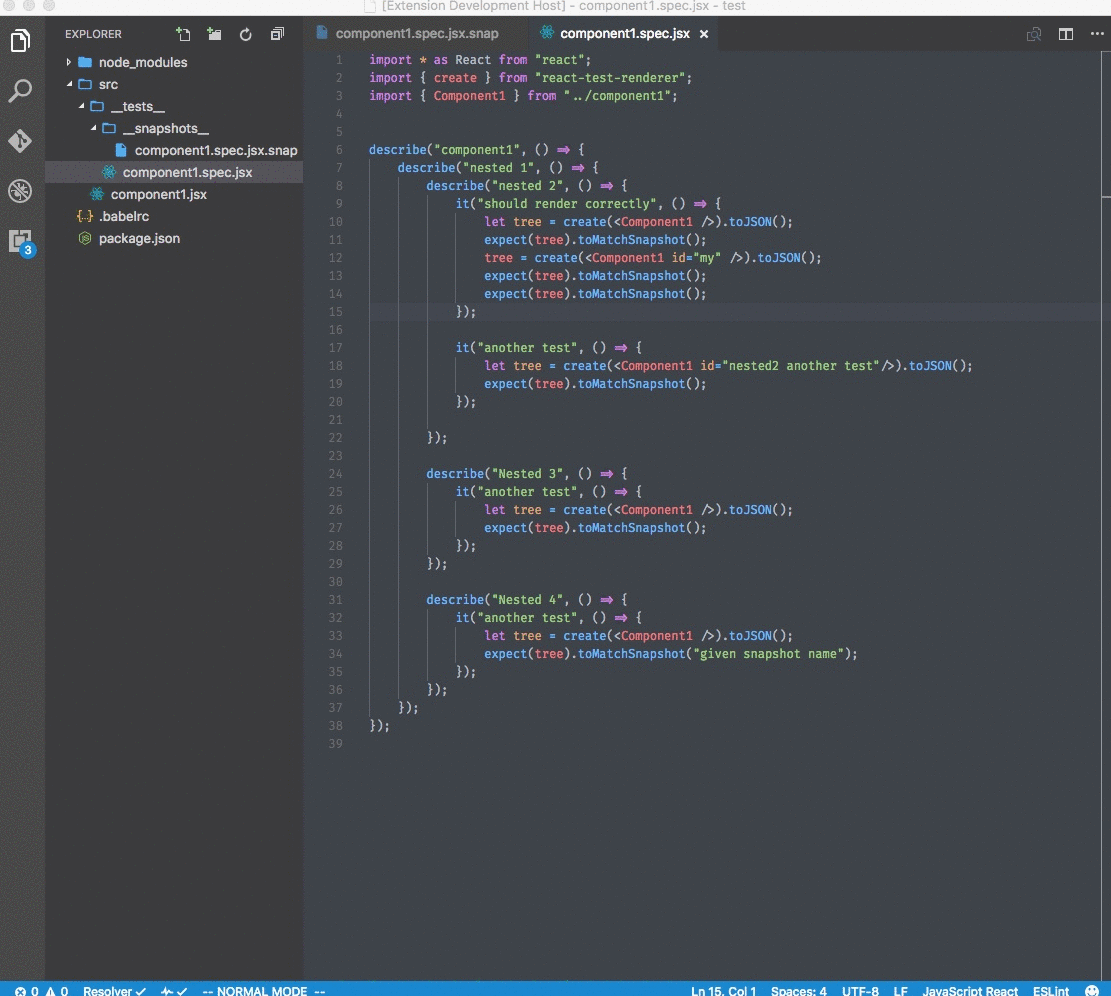 [Extension Development Host] - component1.spec.jsx - test
EXPLORER
node_modules
src
__tests__
__snapshots__
component1.spec.jsx.snap
component1.spec.jsx
component1.jsx
{..} .babelrc
package.json
3
component1.spec.jsx.snap
component1.spec.jsx ×
1 import * as React from "react";
2 import { create } from "react-test-renderer";
3 import { Component1 } from "../component1";
4
5
6 describe("component1", () => {
7 describe("nested 1", () => {
8 describe("nested 2", () => {
9 it("should render correctly", () => {
10 let tree = create(<Component1 />).toJSON();
11 expect(tree).toMatchSnapshot();
12 tree = create(<Component1 id="my" />).toJSON();
13 expect(tree).toMatchSnapshot();
14 expect(tree).toMatchSnapshot();
15 });
16
17 it("another test", () => {
18 let tree = create(<Component1 id="nested2 another test"/>).toJSON();
19 expect(tree).toMatchSnapshot();
20 });
21
22 });
23
24 describe("Nested 3", () => {
25 it("another test", () => {
26 let tree = create(<Component1 />).toJSON();
27 expect(tree).toMatchSnapshot();
28 });
29 });
30
31 describe("Nested 4", () => {
32 it("another test", () => {
33 let tree = create(<Component1 />).toJSON();
34 expect(tree).toMatchSnapshot("given snapshot name");
35 });
36 });
37 });
38 });
39
0 0 Resolver ✓ ✓ -- NORMAL MODE -- Ln 15, Col 1 Spaces: 4 UTF-8 LF JavaScript React ESLint